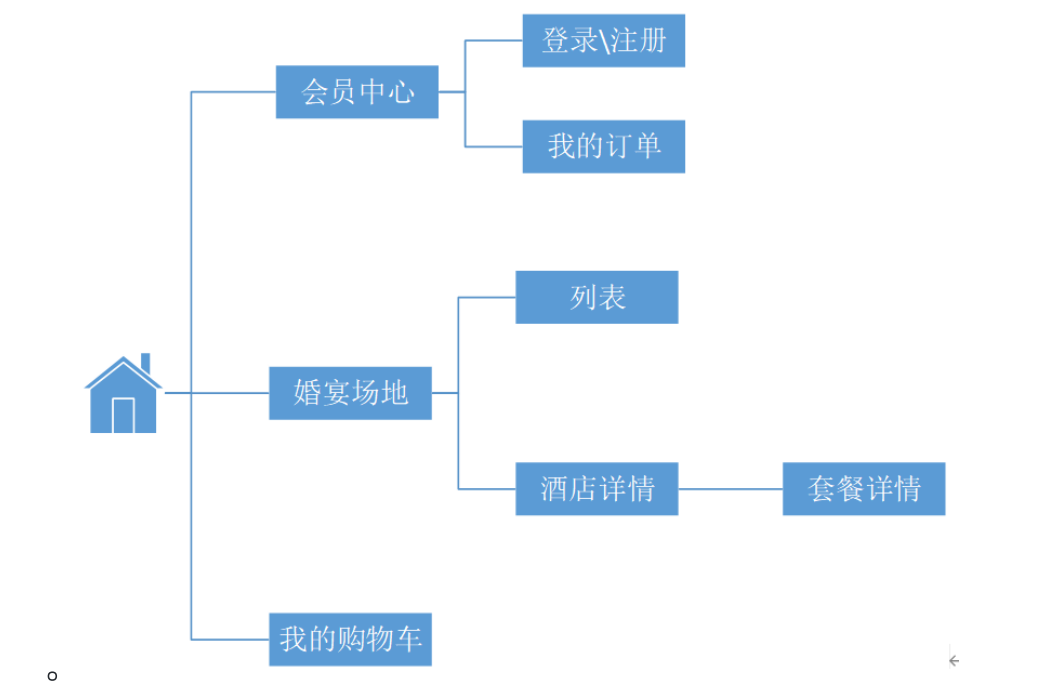 登录\注册
会员中心
我的订单
列表
婚宴场地
酒店详情
套餐详情
我的购物车
。